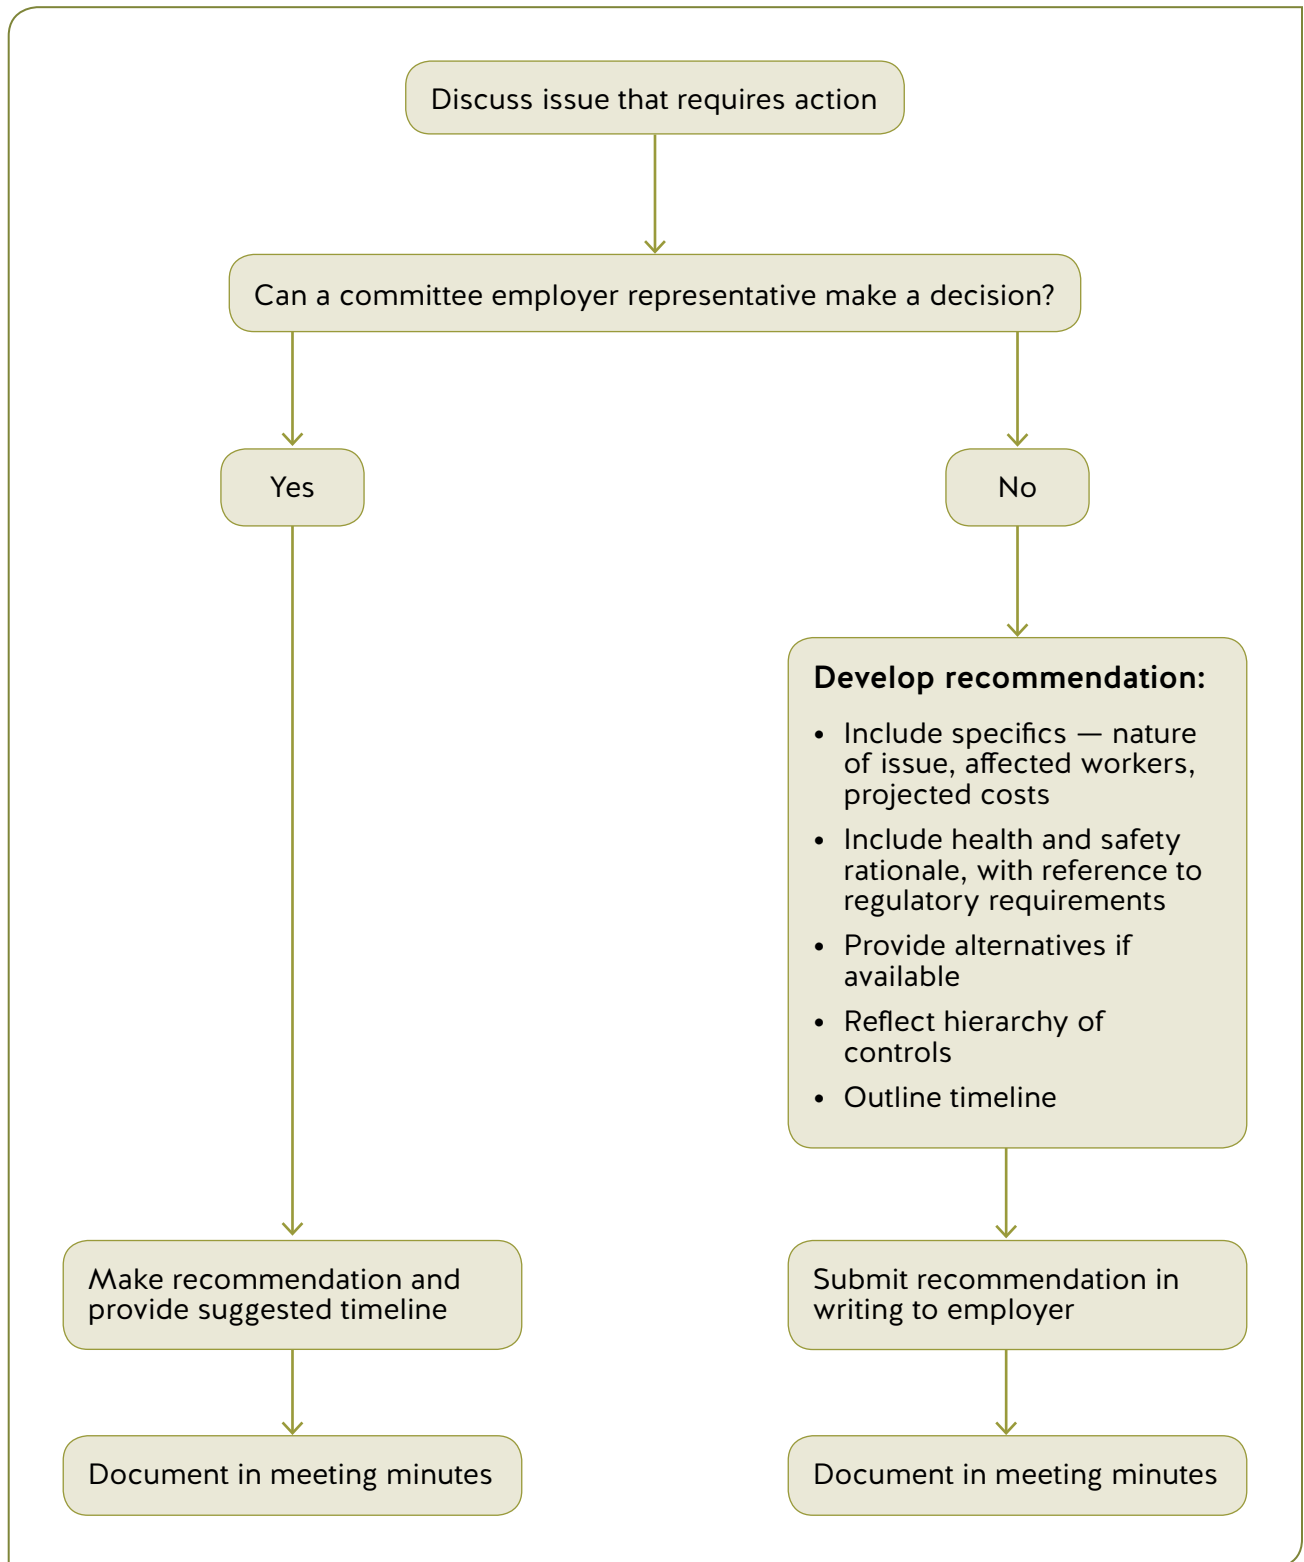 Discuss issue that requires action
Can a committee employer representative make a decision?
Yes
No
Develop recommendation:
• Include specifics — nature
of issue, affected workers,
projected costs
• Include health and safety
rationale, with reference to
regulatory requirements
• Provide alternatives if
available
• Reflect hierarchy of
controls
• Outline timeline
Make recommendation and
provide suggested timeline
Submit recommendation in
writing to employer
Document in meeting minutes
Document in meeting minutes